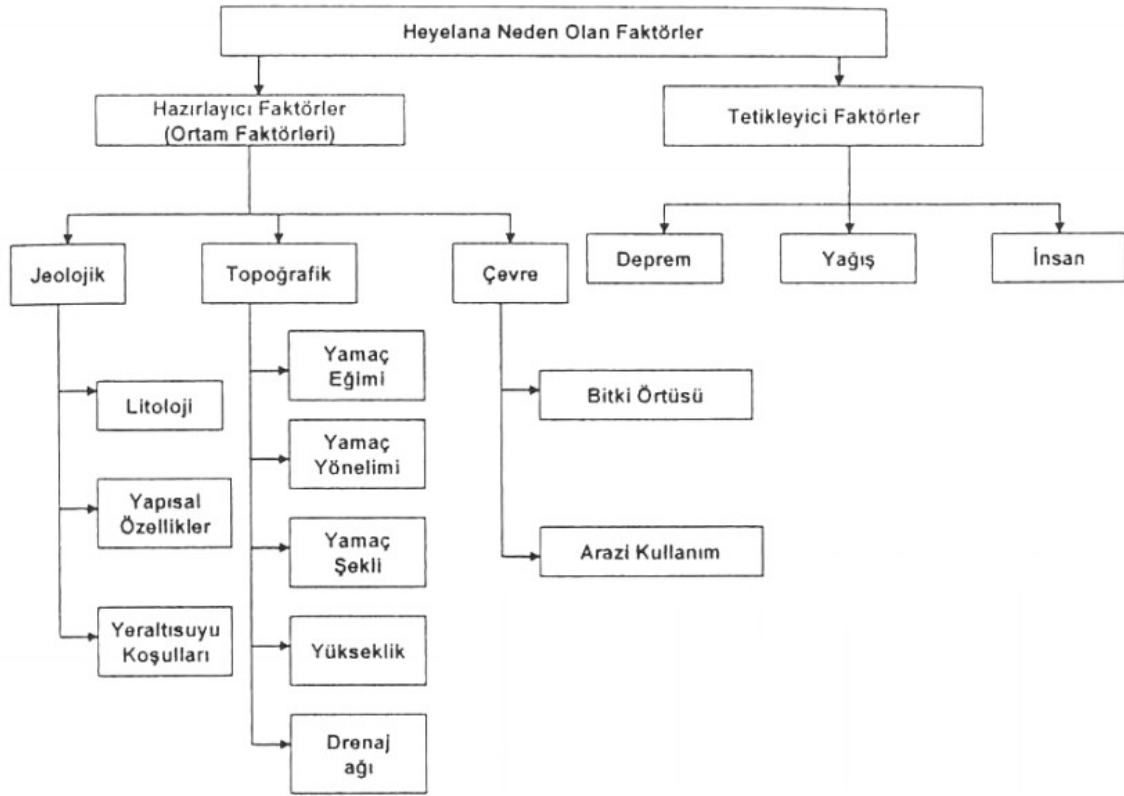 Heyelana Neden Olan Faktörler
Hazırlayıcı Faktörler
(Ortam Faktörleri)
Tetikleyici Faktörler
Jeolojik
Topoğrafik
Çevre
Deprem
Yağış
İnsan
Litoloji
Yapısal
Özellikler
Yeraltısuyu
Koşulları
Yamaç
Eğimi
Yamaç
Yönelimi
Yamaç
Şekli
Yükseklik
Drenaj
ağı
Bitki Örtüsü
Arazi Kullanım